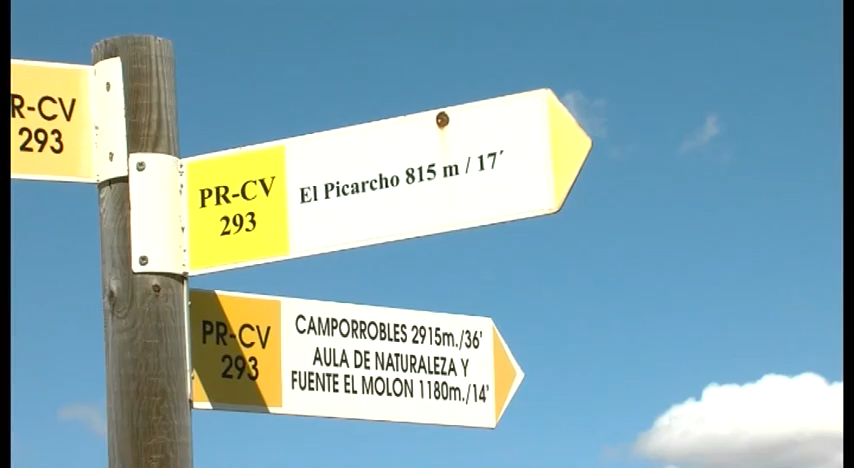 R-CV
293
PR-CV
293
El Picarcho 815 m / 17´
PR-CV
293
CAMPORROBLES 2915m./36'
AULA DE NATURALEZA Y
FUENTE EL MOLON 1180m./14'